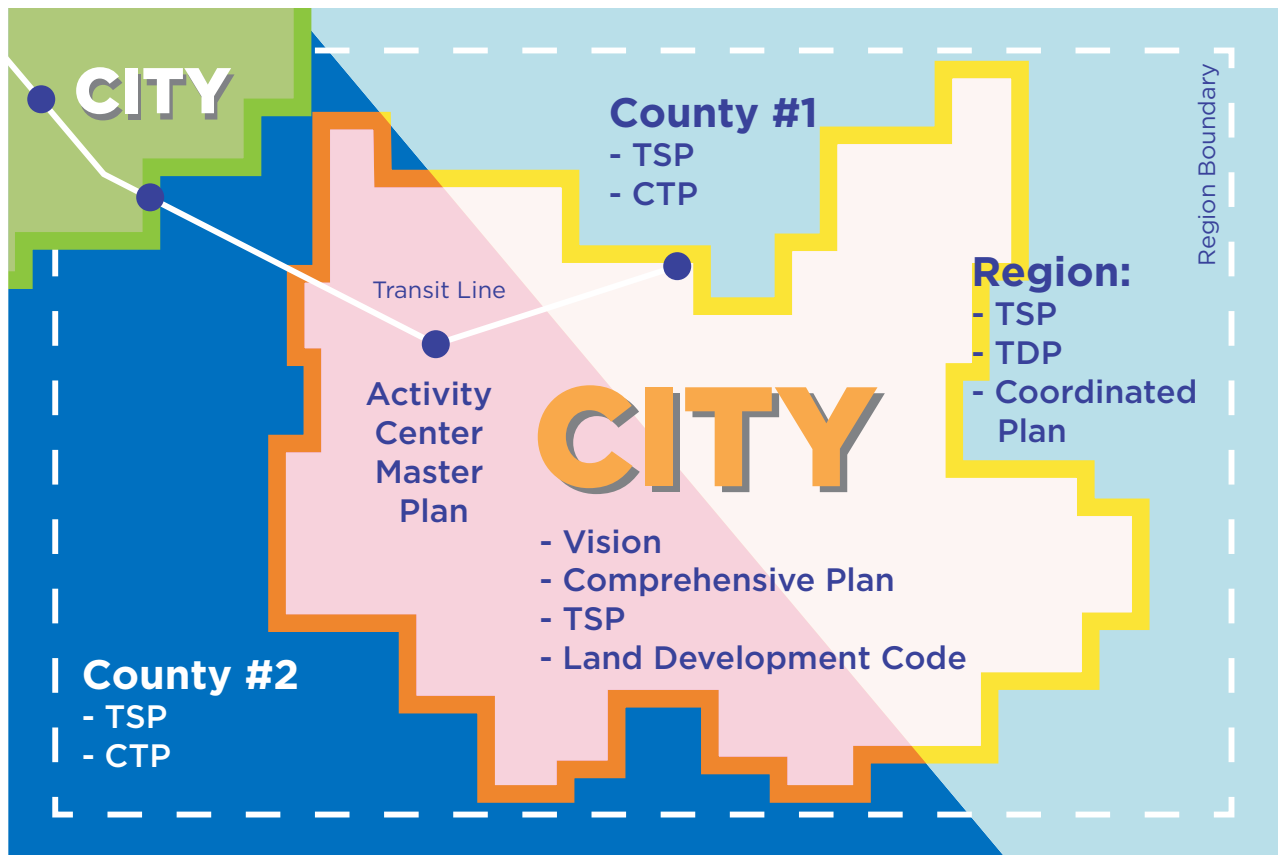 CITY
County #1
- TSP
- CTP
Region Boundary
Region:
- TSP
- TDP
- Coordinated
Plan
Transit Line
Activity
Center
Master
Plan
CITY
- Vision
- Comprehensive Plan
- TSP
- Land Development Code
County #2
- TSP
- CTP